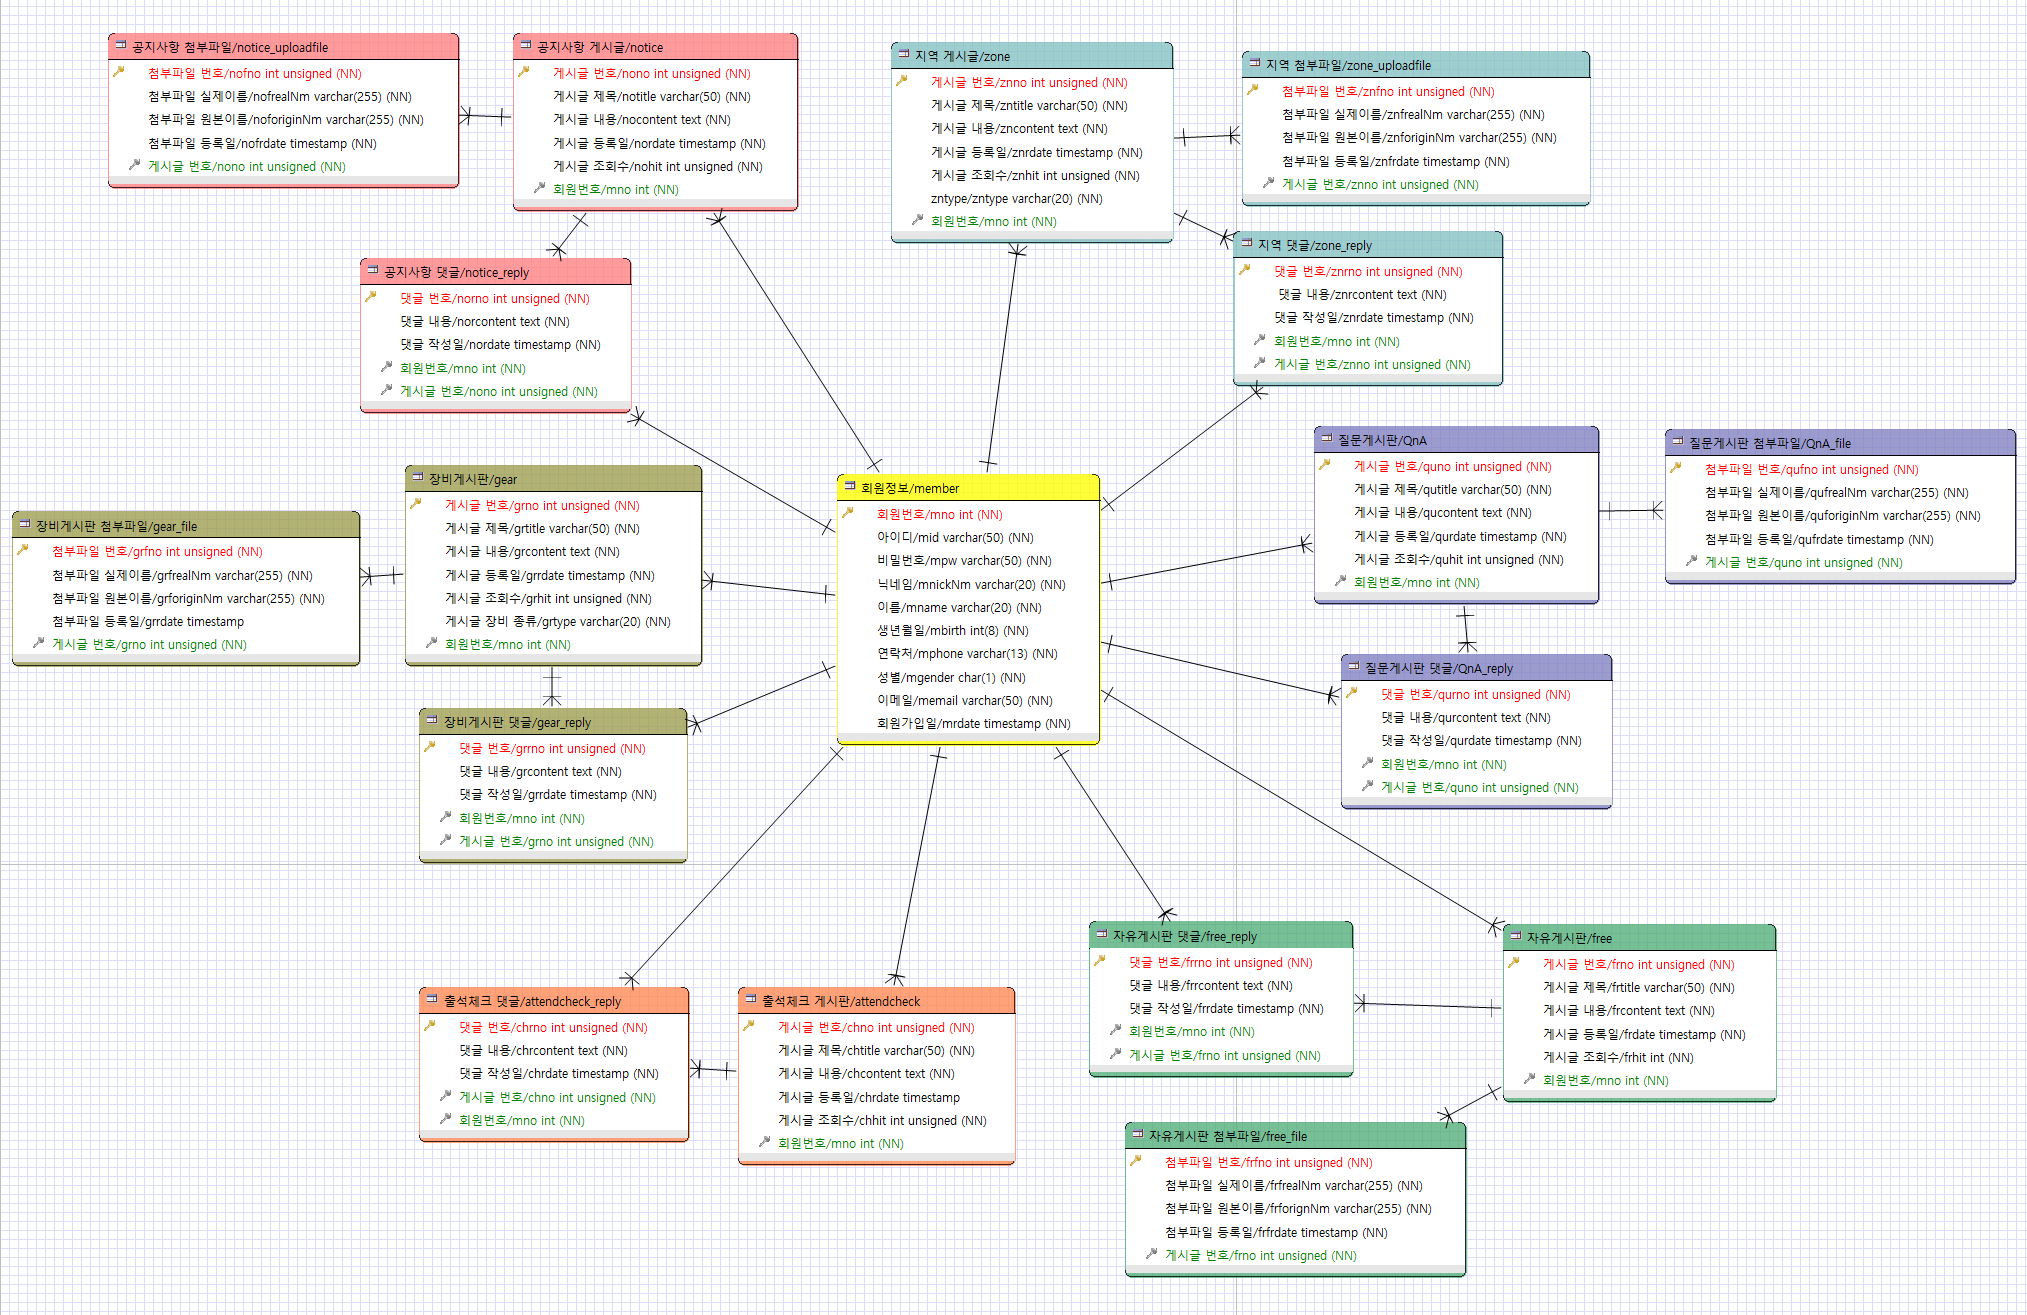 공지사항 첨부파일/notice_uploadfile
첨부파일 번호/nofno int unsigned (NN)
첨부파일 실제이름/nofrealNm varchar(255) (NN)
첨부파일 원본이름/noforiginNm varchar(255) (NN)
첨부파일 등록일/nofrdate timestamp (NN)
게시글 번호/nono int unsigned (NN)
공지사항 게시글/notice
게시글 번호/nono int unsigned (NN)
게시글 제목/notitle varchar(50) (NN)
게시글 내용/nocontent text (NN)
게시글 등록일/nordate timestamp (NN)
게시글 조회수/nohit int unsigned (NN)
회원번호/mno int (NN)
지역 게시글/zone
게시글 번호/znno int unsigned (NN)
게시글 제목/zntitle varchar(50) (NN)
게시글 내용/zncontent text (NN)
게시글 등록일/znrdate timestamp (NN)
게시글 조회수/znhit int unsigned (NN)
zntype/zntype varchar(20) (NN)
회원번호/mno int (NN)
지역 첨부파일/zone_uploadfile
첨부파일 번호/znfno int unsigned (NN)
첨부파일 실제이름/znfrealNm varchar(255) (NN)
첨부파일 원본이름/znforiginNm varchar(255) (NN)
첨부파일 등록일/znfrdate timestamp (NN)
게시글 번호/znno int unsigned (NN)
공지사항 댓글/notice_reply
댓글 번호/norno int unsigned (NN)
댓글 내용/norcontent text (NN)
댓글 작성일/nordate timestamp (NN)
회원번호/mno int (NN)
게시글 번호/nono int unsigned (NN)
지역 댓글/zone_reply
댓글 번호/znrno int unsigned (NN)
댓글 내용/znrcontent text (NN)
댓글 작성일/znrdate timestamp (NN)
회원번호/mno int (NN)
게시글 번호/znno int unsigned (NN)
장비게시판 첨부파일/gear_file
첨부파일 번호/grfno int unsigned (NN)
첨부파일 실제이름/grfrealNm varchar(255) (NN)
첨부파일 원본이름/grforiginNm varchar(255) (NN)
첨부파일 등록일/grrdate timestamp
게시글 번호/grno int unsigned (NN)
장비게시판/gear
게시글 번호/grno int unsigned (NN)
게시글 제목/grtitle varchar(50) (NN)
게시글 내용/grcontent text (NN)
게시글 등록일/grrdate timestamp (NN)
게시글 조회수/grhit int unsigned (NN)
게시글 장비 종류/grtype varchar(20) (NN)
회원번호/mno int (NN)
회원정보/member
회원번호/mno int (NN)
아이디/mid varchar(50) (NN)
비밀번호/mpw varchar(50) (NN)
닉네임/mnickNm varchar(20) (NN)
이름/mname varchar(20) (NN)
생년월일/mbirth int(8) (NN)
연락처/mphone varchar(13) (NN)
성별/mgender char(1) (NN)
이메일/memail varchar(50) (NN)
회원가입일/mrdate timestamp (NN)
질문게시판/QnA
게시글 번호/quno int unsigned (NN)
게시글 제목/qutitle varchar(50) (NN)
게시글 내용/qucontent text (NN)
게시글 등록일/qurdate timestamp (NN)
게시글 조회수/quhit int unsigned (NN)
회원번호/mno int (NN)
질문게시판 첨부파일/QnA_file
첨부파일 번호/qufno int unsigned (NN)
첨부파일 실제이름/qufrealNm varchar(255) (NN)
첨부파일 원본이름/quforiginNm varchar(255) (NN)
첨부파일 등록일/qufrdate timestamp (NN)
게시글 번호/quno int unsigned (NN)
장비게시판 댓글/gear_reply
댓글 번호/grrno int unsigned (NN)
댓글 내용/grcontent text (NN)
댓글 작성일/grrdate timestamp (NN)
회원번호/mno int (NN)
게시글 번호/grno int unsigned (NN)
질문게시판 댓글/QnA_reply
댓글 번호/qurno int unsigned (NN)
댓글 내용/qurcontent text (NN)
댓글 작성일/qurdate timestamp (NN)
회원번호/mno int (NN)
게시글 번호/quno int unsigned (NN)
출석체크 댓글/attendcheck_reply
댓글 번호/chrno int unsigned (NN)
댓글 내용/chrcontent text (NN)
댓글 작성일/chrdate timestamp (NN)
게시글 번호/chno int unsigned (NN)
회원번호/mno int (NN)
출석체크 게시판/attendcheck
게시글 번호/chno int unsigned (NN)
게시글 제목/chtitle varchar(50) (NN)
게시글 내용/chcontent text (NN)
게시글 등록일/chrdate timestamp
게시글 조회수/chhit int unsigned (NN)
회원번호/mno int (NN)
자유게시판 댓글/free_reply
댓글 번호/frrno int unsigned (NN)
댓글 내용/frrcontent text (NN)
댓글 작성일/frrdate timestamp (NN)
회원번호/mno int (NN)
게시글 번호/frno int unsigned (NN)
자유게시판/free
게시글 번호/frno int unsigned (NN)
게시글 제목/frtitle varchar(50) (NN)
게시글 내용/frcontent text (NN)
게시글 등록일/frdate timestamp (NN)
게시글 조회수/frhit int (NN)
회원번호/mno int (NN)
자유게시판 첨부파일/free_file
첨부파일 번호/frfno int unsigned (NN)
첨부파일 실제이름/frfrealNm varchar(255) (NN)
첨부파일 원본이름/frforignNm varchar(255) (NN)
첨부파일 등록일/frfrdate timestamp (NN)
게시글 번호/frno int unsigned (NN)